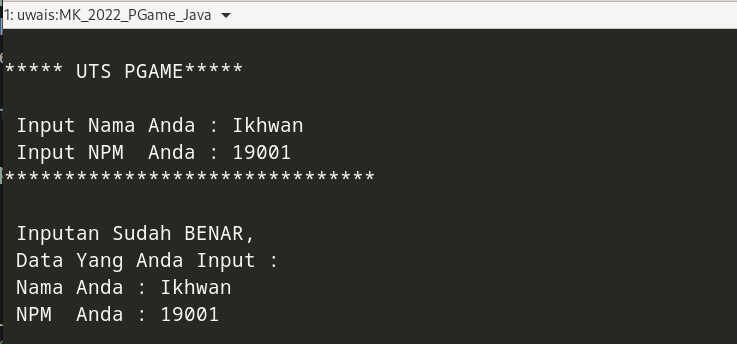 1: uwais:MK_2022_PGame_Java
***** UTS PGAME*****
Input Nama Anda : Ikhwan
Input NPM  Anda : 19001
*******************************
Inputan Sudah BENAR,
Data Yang Anda Input :
Nama Anda : Ikhwan
NPM  Anda : 19001